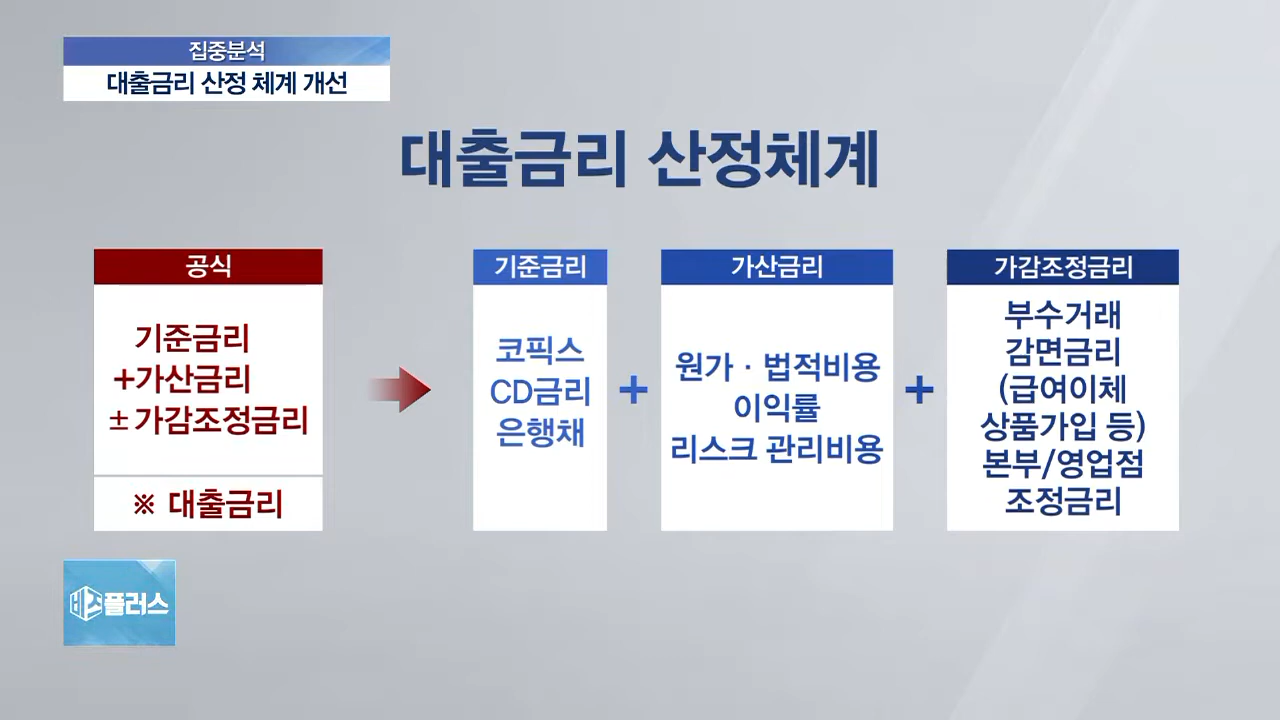 집중분석
대출금리 산정 체계 개선
대출금리 산정체계
공식
기준금리
+가산금리
±가감조정금리
※ 대출금리
기준금리
코픽스
CD금리
은행채
+
가산금리
원가 · 법적비용
이익률
리스크 관리비용
+
가감조정금리
부수거래
감면금리
(급여이체
상품가입 등)
본부/영업점
조정금리
비즈플러스